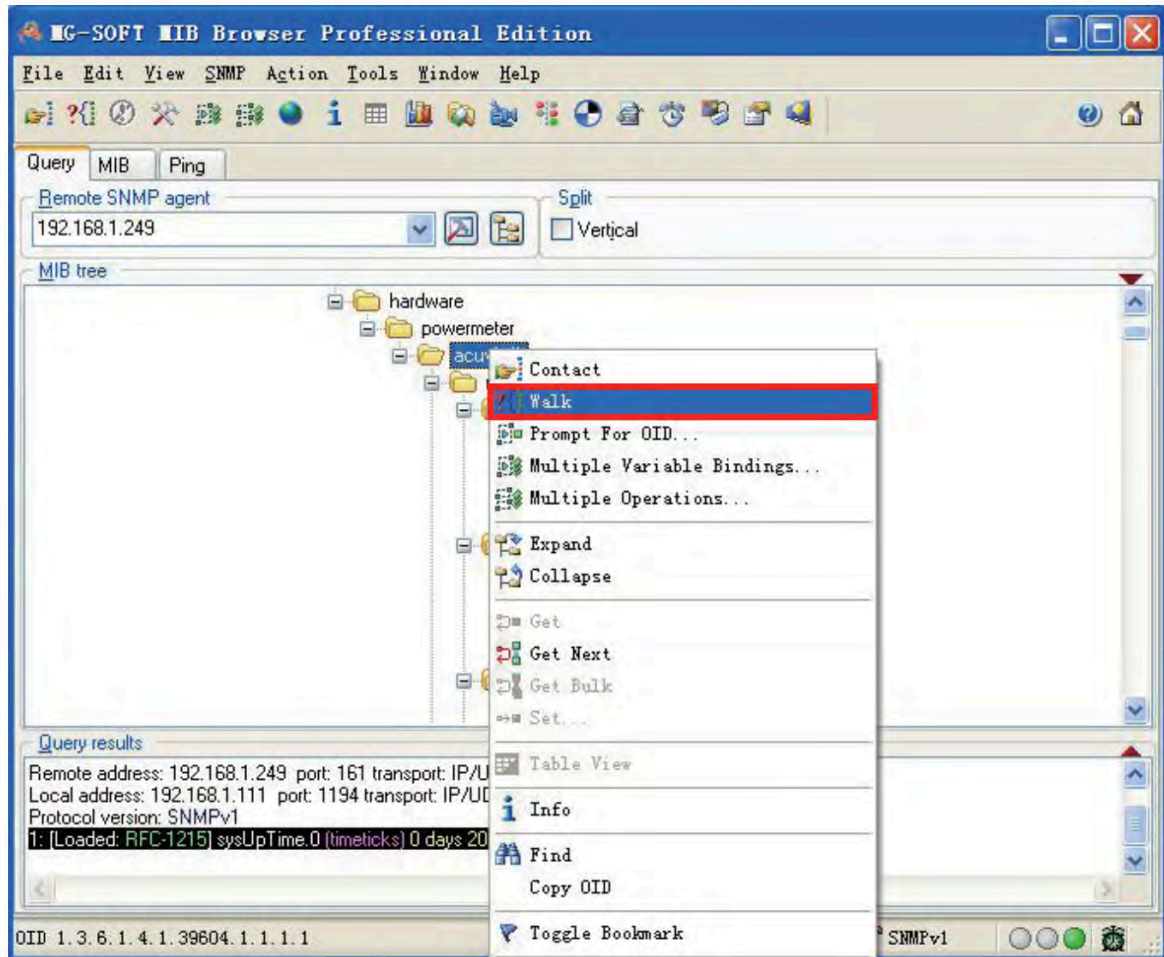 MG-SOFT MIB Browser Professional Edition
File Edit View SNMP Action Tools Window Help
Query MIB Ping
Remote SNMP agent
Split
192.168.1.249
Vertical
MIB tree
hardware
powermeter
Contact
Walk
Prompt For OID...
Multiple Variable Bindings...
Multiple Operations...
Expand
Collapse
Get
Get Next
Get Bulk
Set...
Table View
Info
Find
Copy OID
Toggle Bookmark
Query results
Remote address: 192.168.1.249 port: 161 transport: IP/U
Local address: 192.168.1.111 port: 1194 transport: IP/UD
Protocol version: SNMPv1
1: [Loaded: RFC-1215] sysUpTime.0 (timeticks) 0 days 20
OID 1.3.6.1.4.1.39604.1.1.1.1
SNMPv1